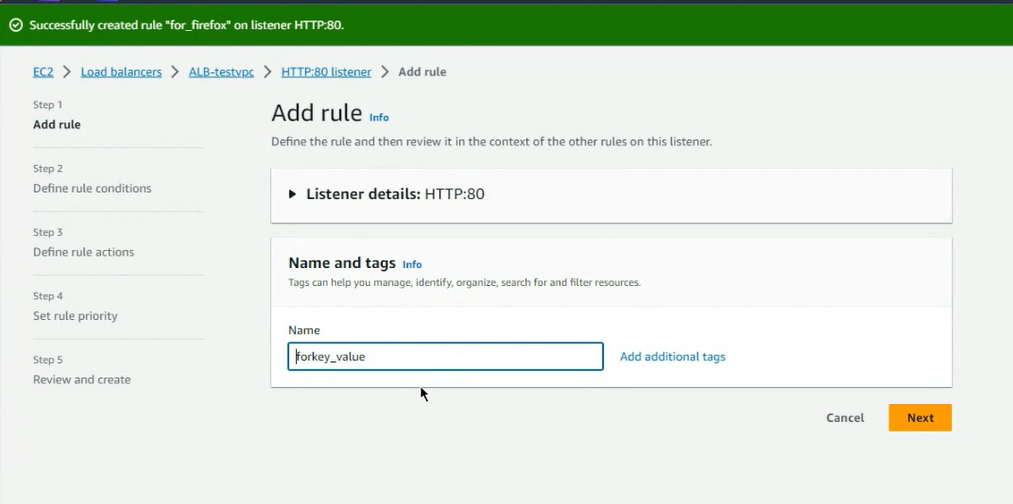 Successfully created rule "for_firefox" on listener HTTP:80.
EC2 > Load balancers > ALB-testvpc > HTTP:80 listener > Add rule
Step 1
Add rule
Step 2
Define rule conditions
Step 3
Define rule actions
Step 4
Set rule priority
Step 5
Review and create
Add rule Info
Define the rule and then review it in the context of the other rules on this listener.
Listener details: HTTP:80
Name and tags Info
Tags can help you manage, identify, organize, search for and filter resources.
Name
forkey_value
Add additional tags
Cancel
Next